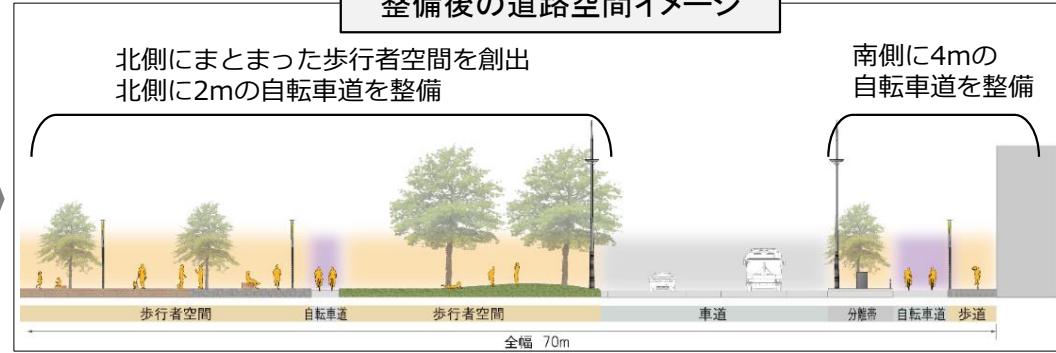 整備後の道路空間イメージ
北側にまとまった歩行者空間を創出
北側に2mの自転車道を整備
南側に4mの
自転車道を整備
歩行者空間 自転車道 歩行者空間 車道 分離帯 自転車道 歩道
全幅 70m